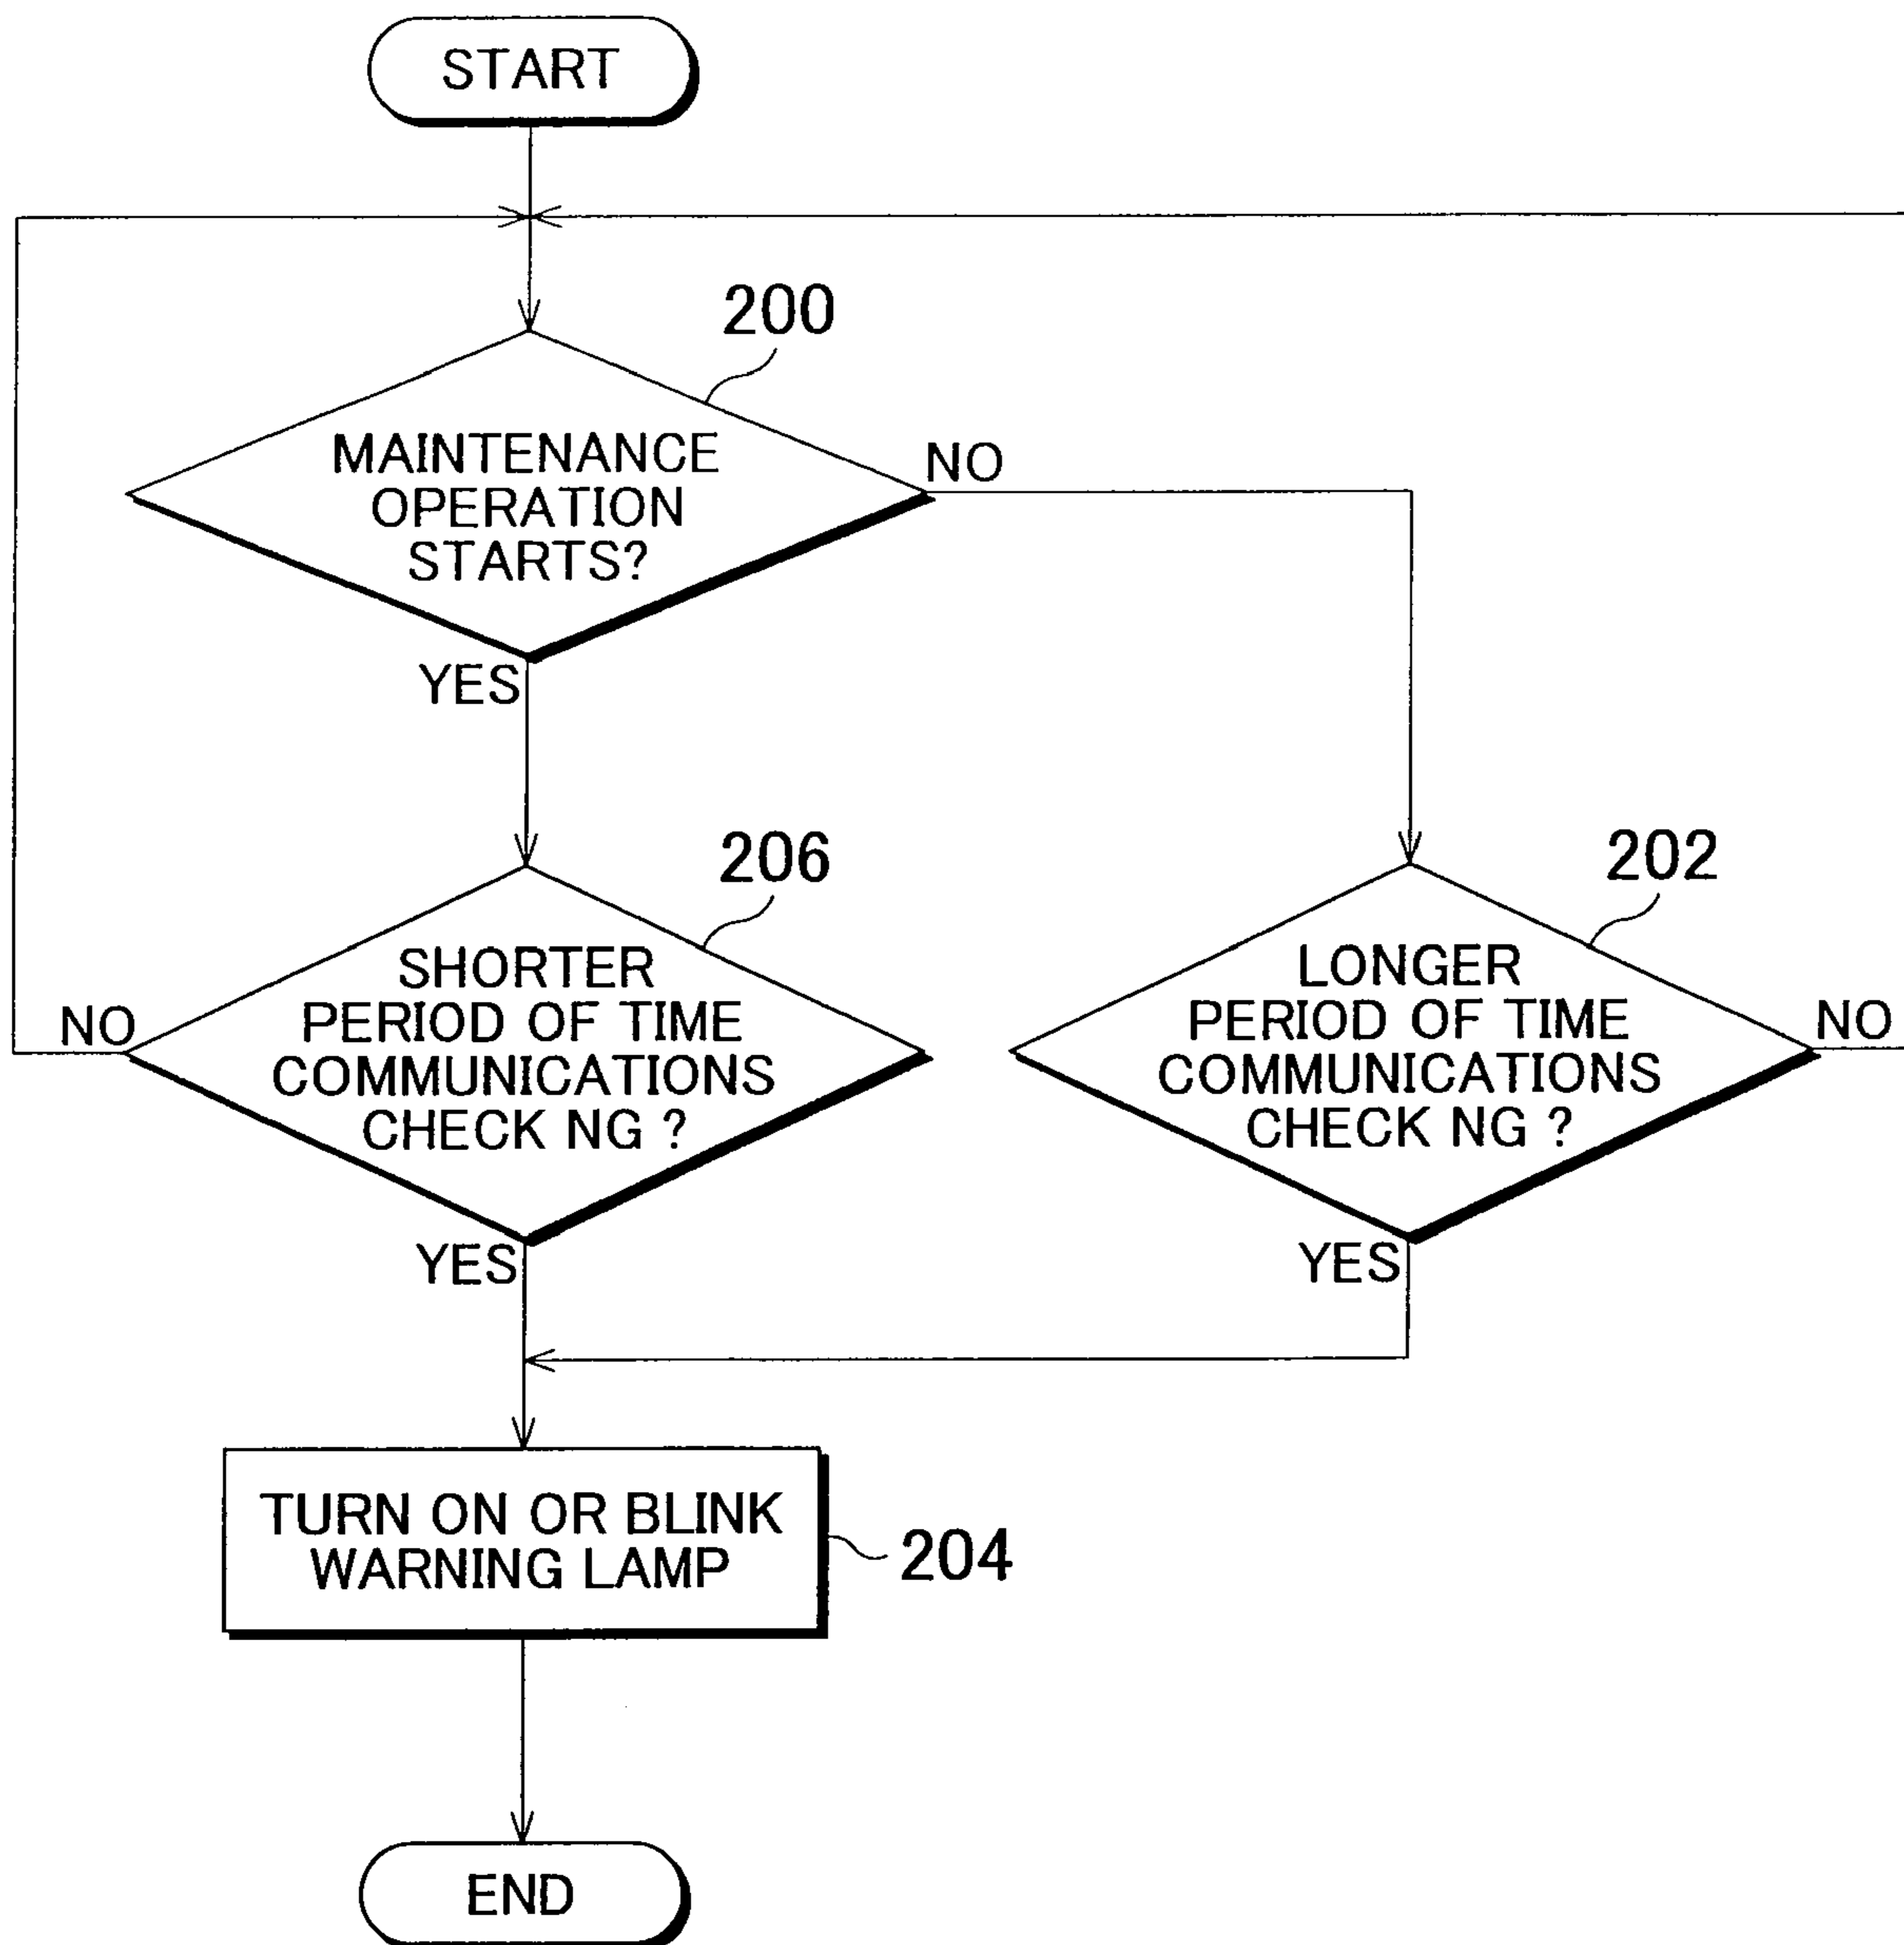 START
200
MAINTENANCE
OPERATION
STARTS?
NO
YES
206
SHORTER
PERIOD OF TIME
COMMUNICATIONS
CHECK NG ?
NO
YES
202
LONGER
PERIOD OF TIME
COMMUNICATIONS
CHECK NG ?
NO
YES
TURN ON OR BLINK
WARNING LAMP
204
END